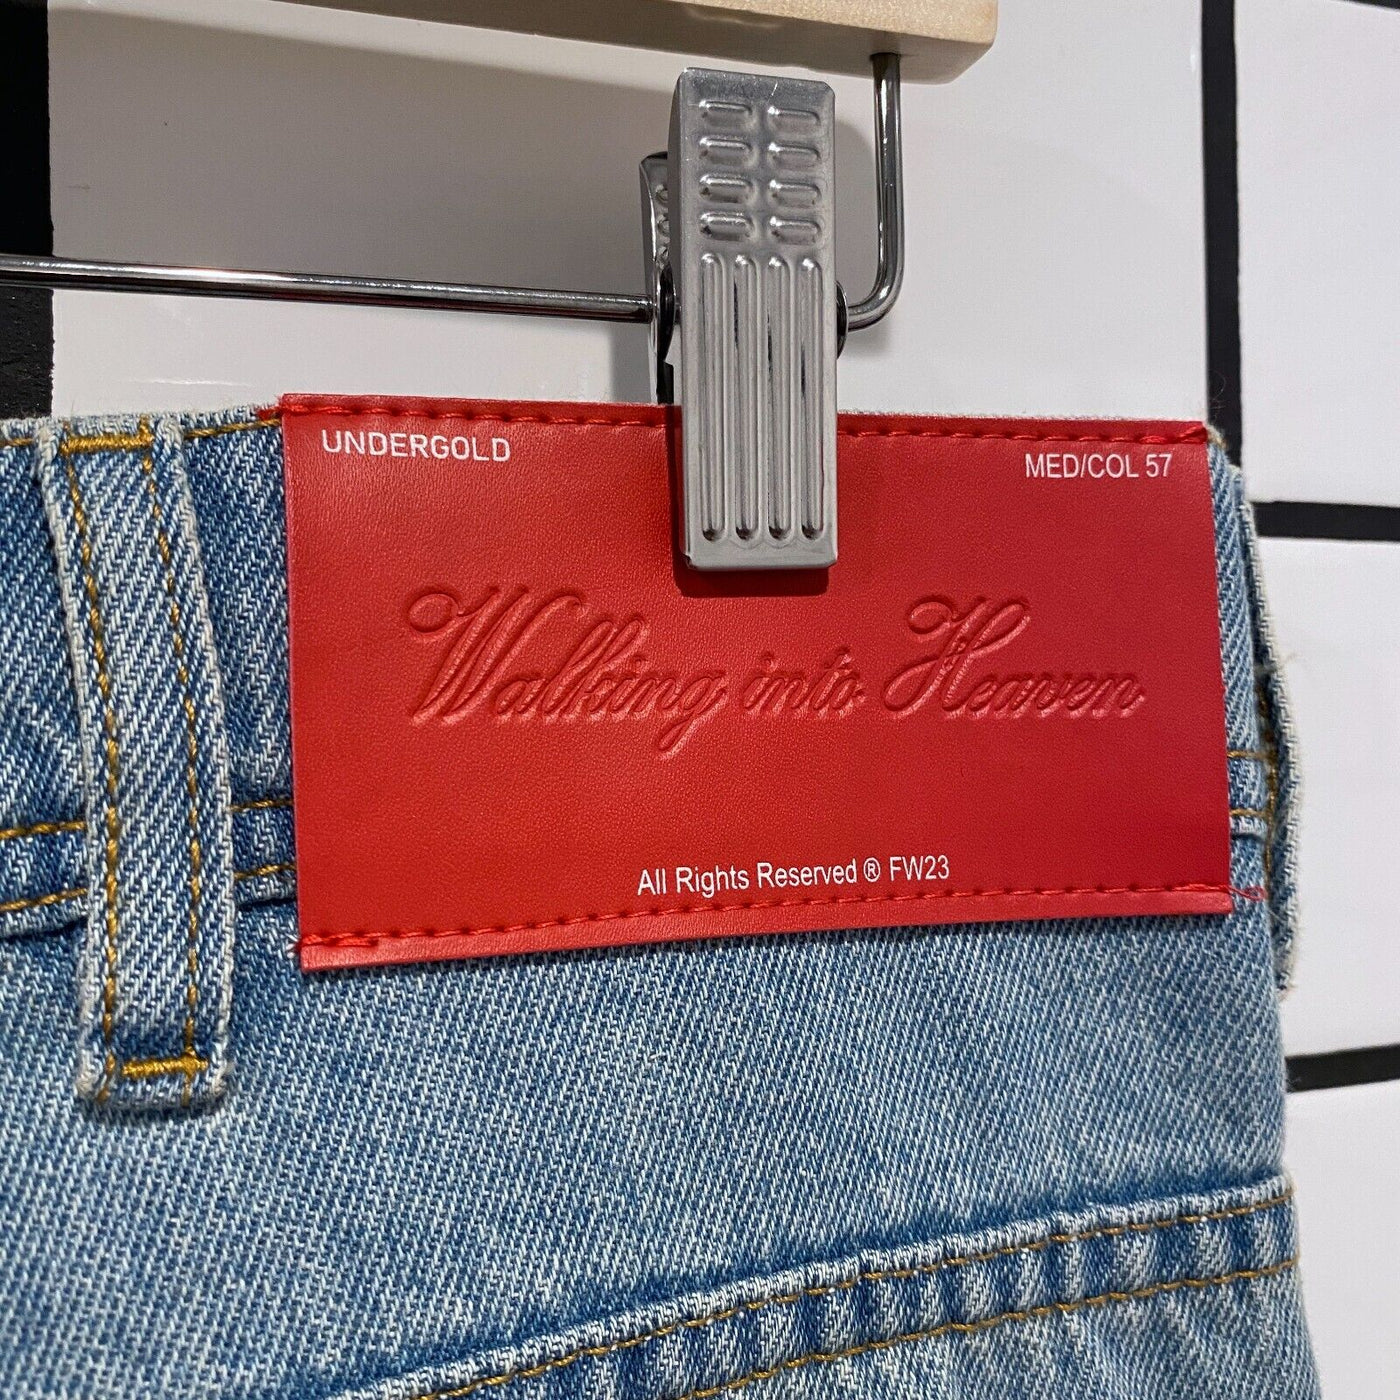 UNDERGOLD
MED/COL 57
Walking into Heaven
All Rights Reserved ® FW23